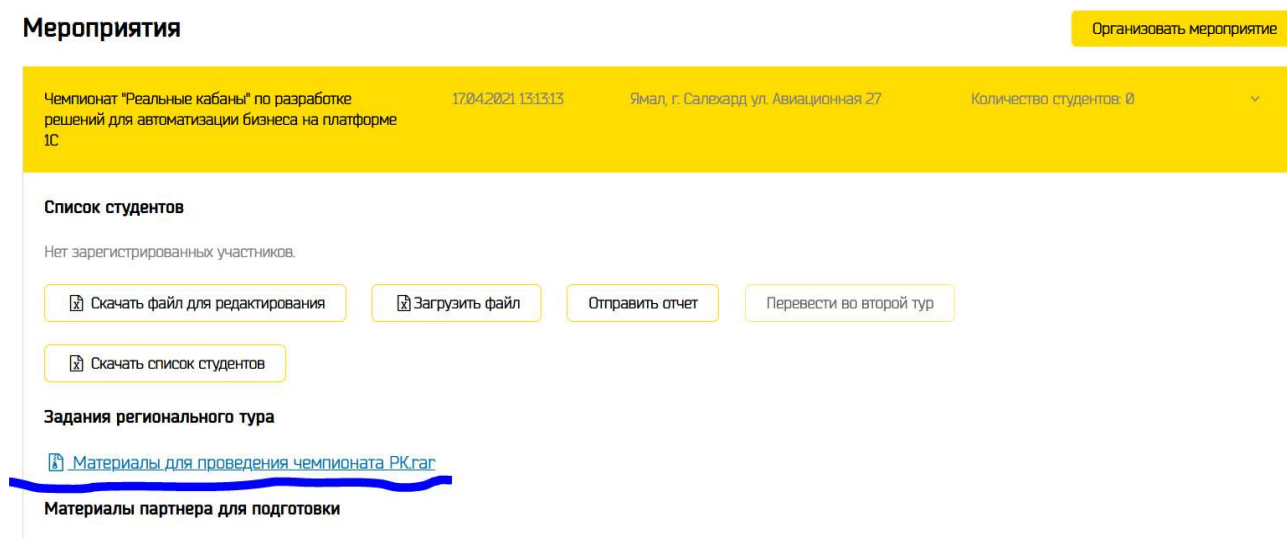 Мероприятия
Организовать мероприятие
Чемпионат "Реальные кабаны" по разработке
решений для автоматизации бизнеса на платформе
1С
17.04.2021 13:13:13
Ямал, г. Салехард ул. Авиационная 27
Количество студентов: 0
Список студентов
Нет зарегистрированных участников.
Скачать файл для редактирования
Загрузить файл
Отправить отчет
Перевести во второй тур
Скачать список студентов
Задания регионального тура
Материалы для проведения чемпионата РК.rar
Материалы партнера для подготовки